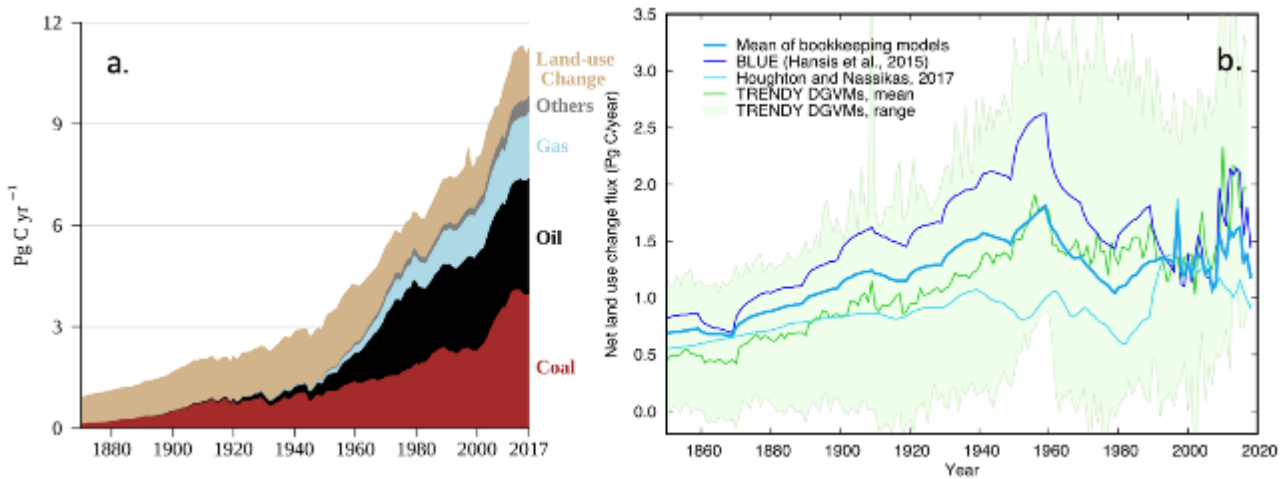 12
9
6
3
0
Pg C yr⁻¹
a.
Land-use
Change
Others
Gas
Oil
Coal
1880 1900 1920 1940 1960 1980 2000 2017
3.5
3.0
2.5
2.0
1.5
1.0
0.5
0.0
Net land use change flux (Pg C/year)
Mean of bookkeeping models
BLUE (Hansis et al., 2015)
Houghton and Nassikas, 2017
TRENDY DGVMs, mean
TRENDY DGVMs, range
b.
1860 1880 1900 1920 1940 1960 1980 2000 2020
Year